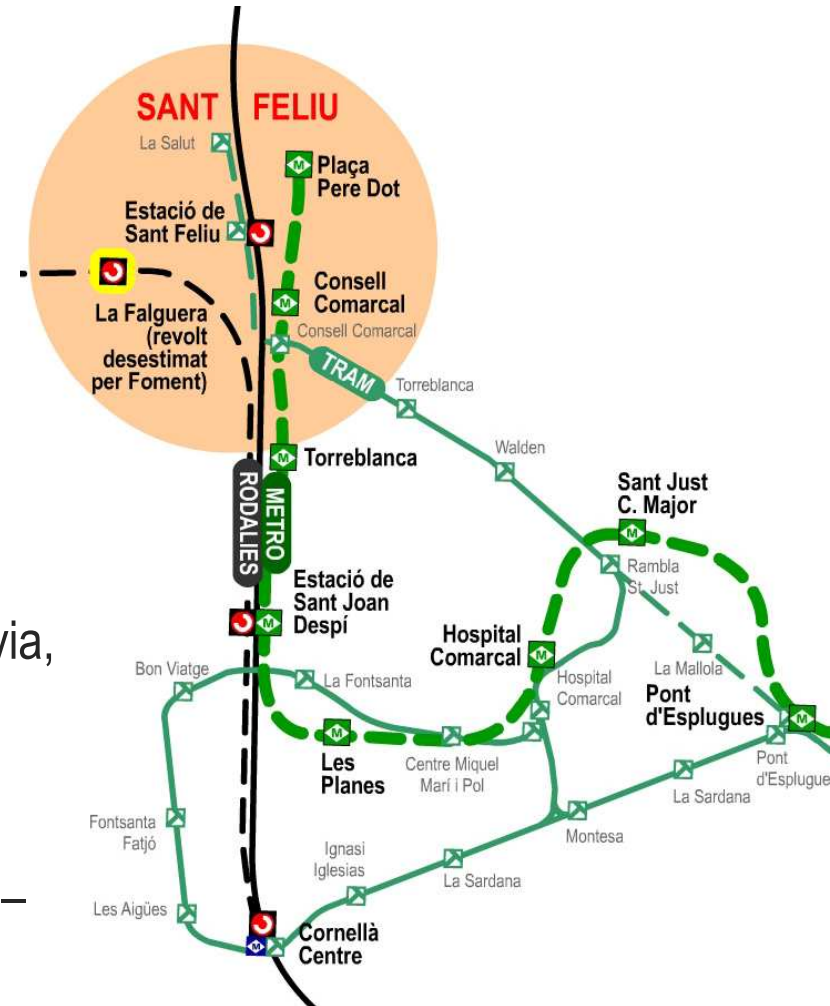 SANT FELIU
La Salut
M Plaça
Pere Dot
Estació de
Sant Feliu
M Consell
Comarcal
La Falguera
(revolt
desestimat
per Foment)
Consell Comarcal
TRAM
Torreblanca
M Torreblanca
Walden
RODALIES
METRO
Sant Just
C. Major
M
Rambla
St. Just
Estació de
Sant Joan
Despí
M
via,
Hospital
Comarcal
M
La Mallola
Bon Viatge
La Fontsanta
Hospital
Comarcal
Pont
d'Esplugues
M
M
Les
Planes
Centre Miquel
Marí i Pol
Pont
d'Esplugue
La Sardana
Fontsanta
Fatjó
Montesa
Ignasi
Iglesias
La Sardana
–
Les Aigües
M Cornellà
Centre